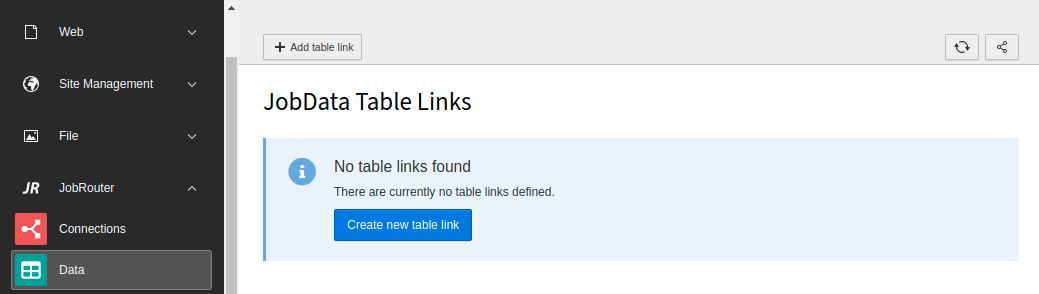 Web
Site Management
File
JR JobRouter
Connections
Data
Add table link
JobData Table Links
No table links found
There are currently no table links defined.
Create new table link